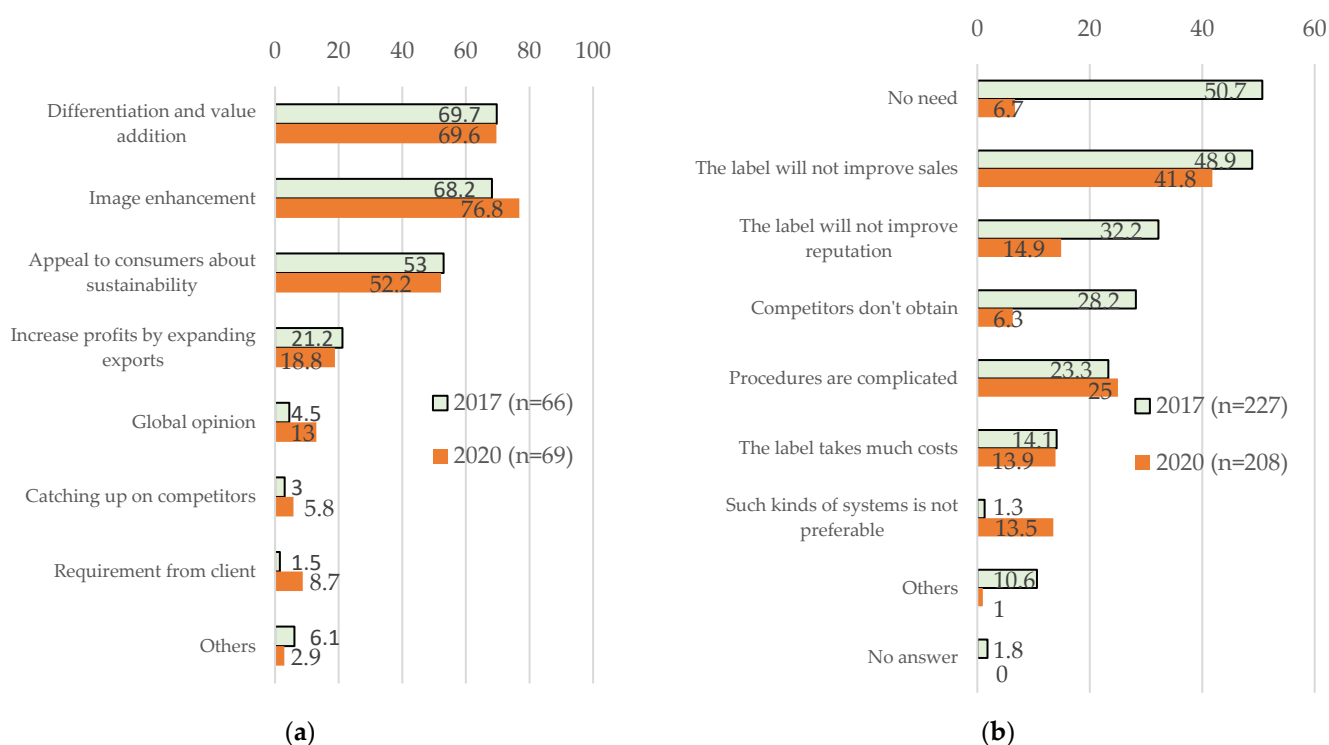 0 20 40 60 80 100
Differentiation and value
addition
69.7
69.6
Image enhancement
68.2
76.8
Appeal to consumers about
sustainability
53
52.2
Increase profits by expanding
exports
21.2
18.8
Global opinion
4.5
13
Catching up on competitors
3
5.8
Requirement from client
1.5
8.7
Others
6.1
2.9
2017 (n=66)
2020 (n=69)
(a)
0 20 40 60
No need
50.7
6.7
The label will not improve sales
48.9
41.8
The label will not improve
reputation
32.2
14.9
Competitors don't obtain
28.2
6.3
Procedures are complicated
23.3
25
The label takes much costs
14.1
13.9
Such kinds of systems is not
preferable
1.3
13.5
Others
10.6
1
No answer
1.8
0
2017 (n=227)
2020 (n=208)
(b)